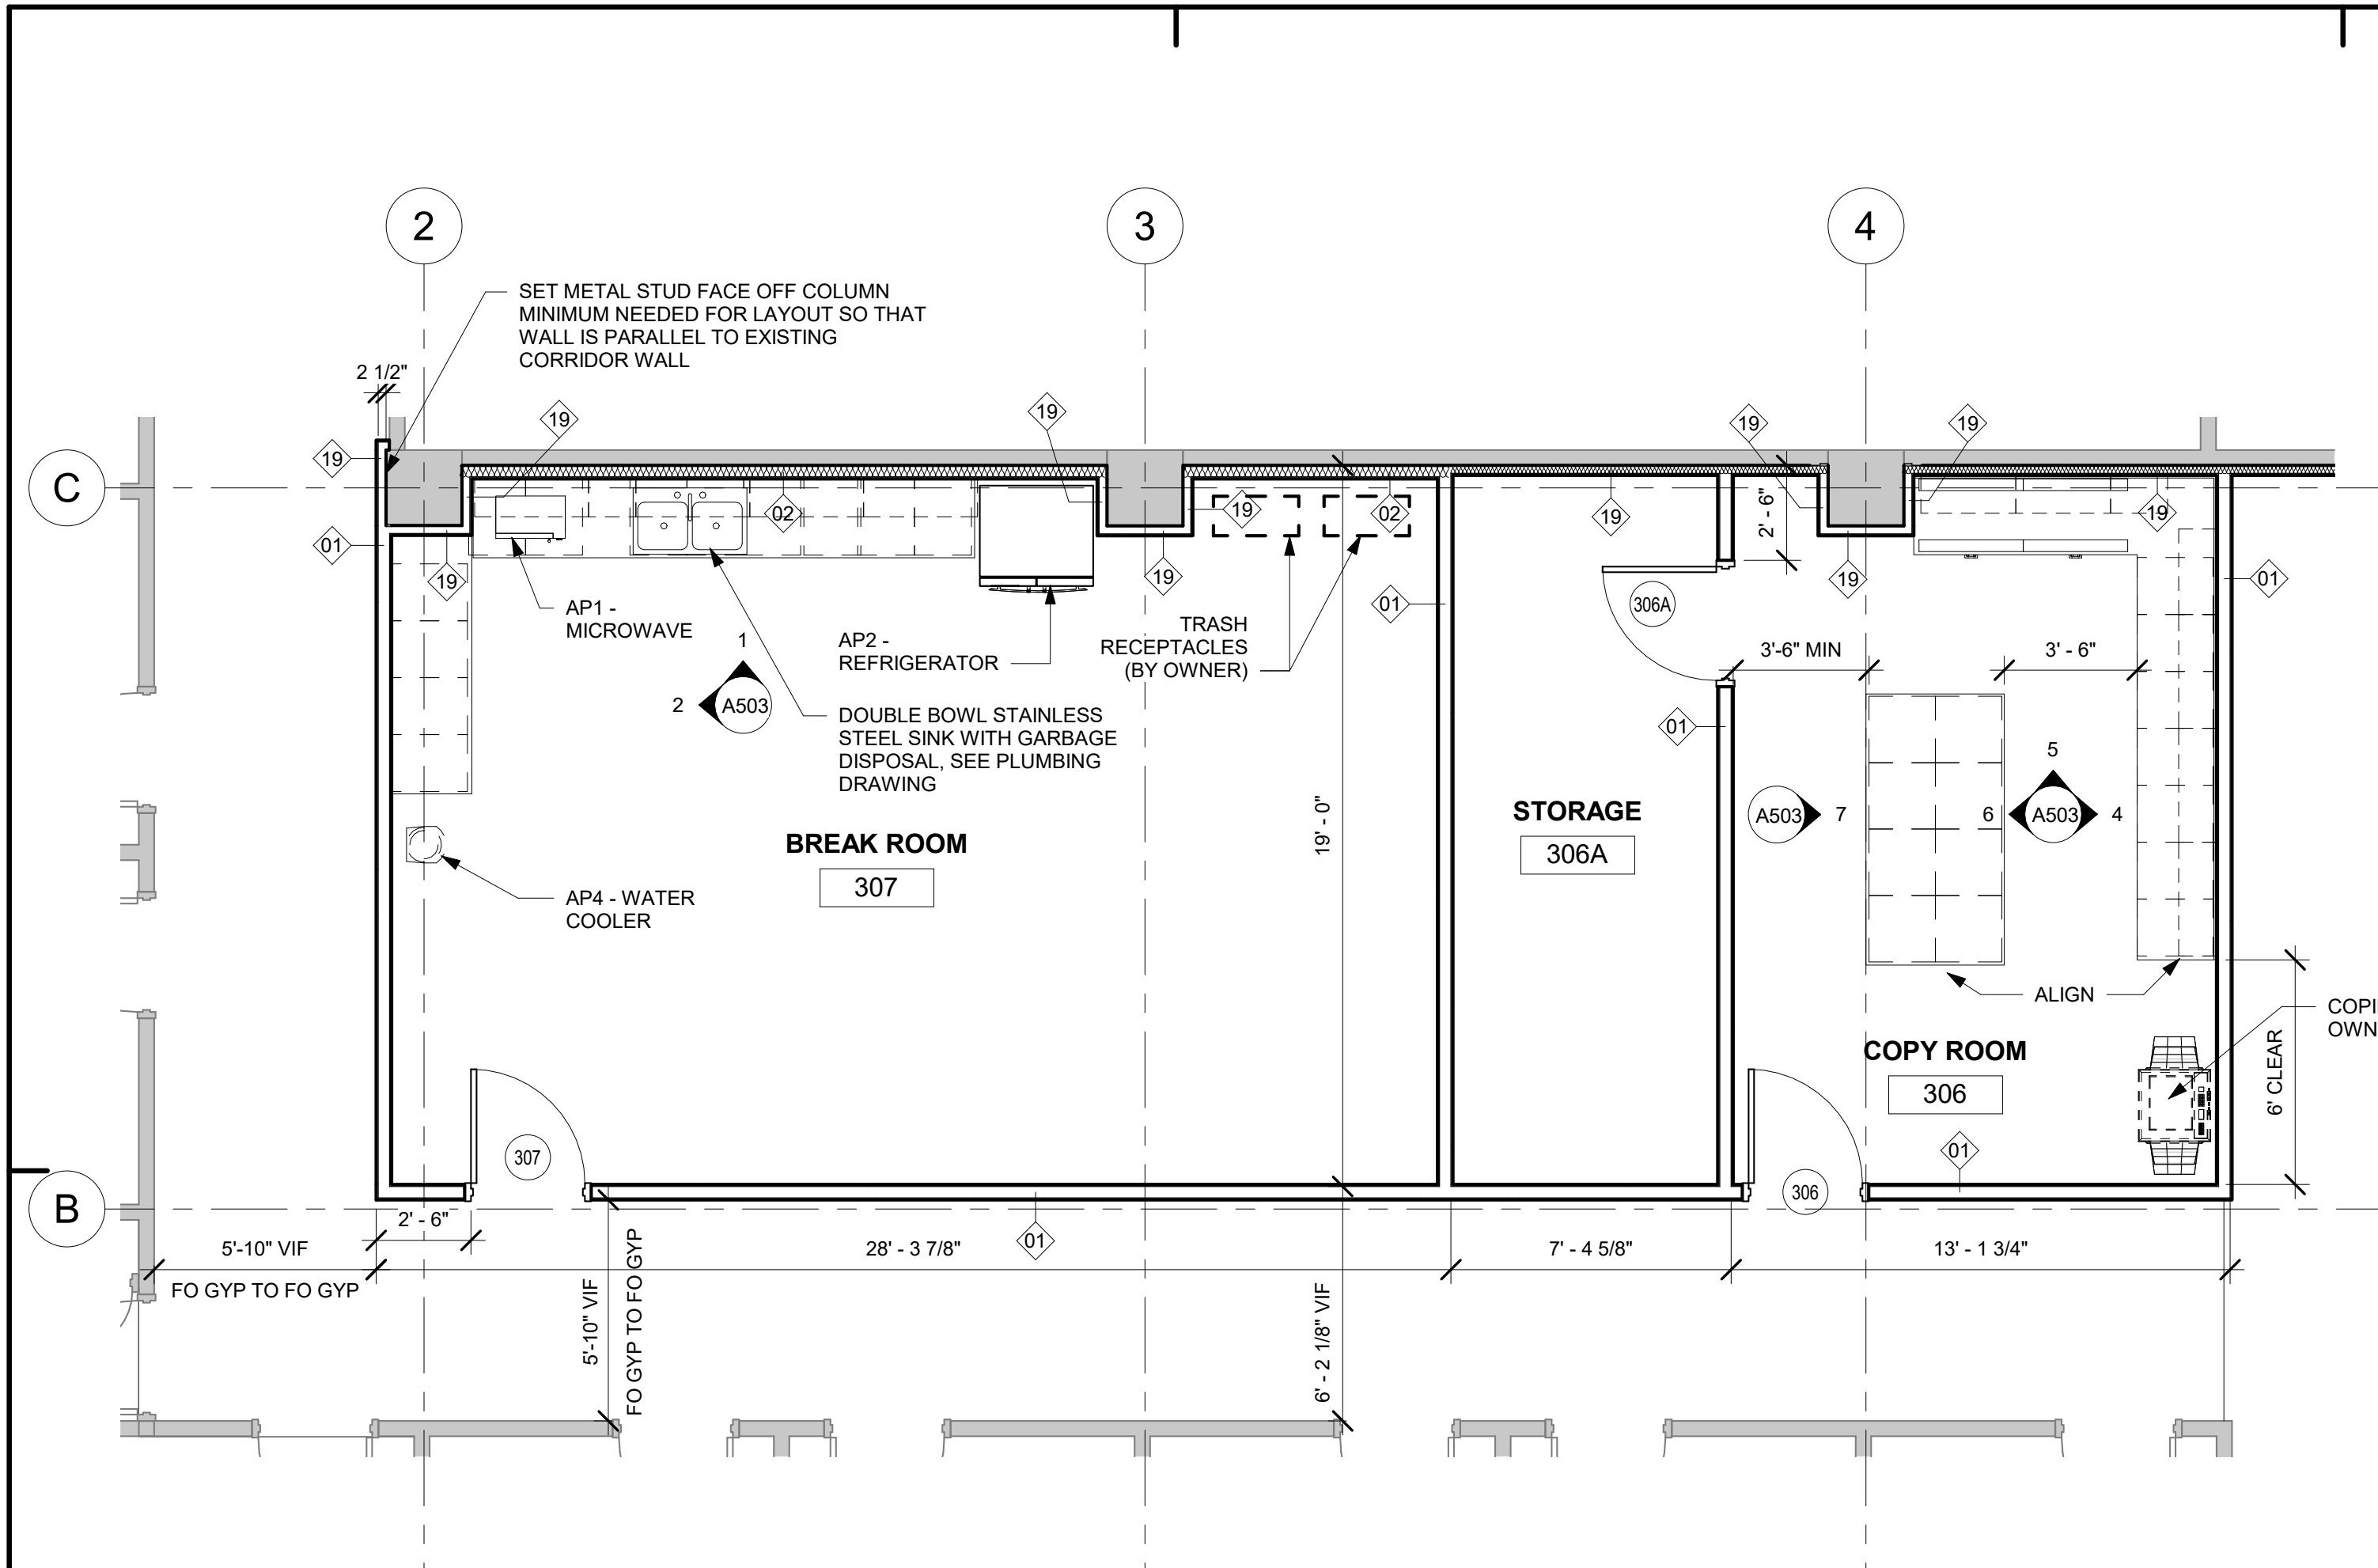 2
3
4
SET METAL STUD FACE OFF COLUMN
MINIMUM NEEDED FOR LAYOUT SO THAT
WALL IS PARALLEL TO EXISTING
CORRIDOR WALL
2 1/2"
19
19
19
19
19
C
01
19
02
19
02
19
2' - 6"
19
19
19
19
01
AP1 -
MICROWAVE
01
306A
1
AP2 -
REFRIGERATOR
TRASH
RECEPTACLES
(BY OWNER)
3'-6" MIN
3' - 6"
2
A503
DOUBLE BOWL STAINLESS
STEEL SINK WITH GARBAGE
DISPOSAL, SEE PLUMBING
DRAWING
01
5
19' - 0"
STORAGE
306A
A503
7
6
A503
4
BREAK ROOM
307
AP4 - WATER
COOLER
ALIGN
COPI
OWN
COPY ROOM
306
6' CLEAR
307
01
306
B
2' - 6"
01
5'-10" VIF
FO GYP TO FO GYP
28' - 3 7/8"
7' - 4 5/8"
13' - 1 3/4"
5'-10" VIF
FO GYP TO FO GYP
6' - 2 1/8" VIF